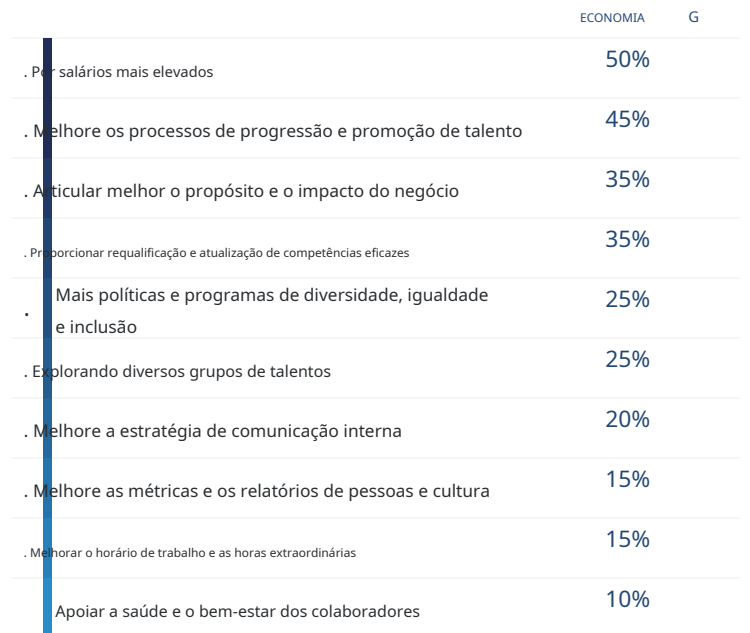 ECONOMIA G
. Por salários mais elevados 50%
. Melhore os processos de progressão e promoção de talento 45%
. Articular melhor o propósito e o impacto do negócio 35%
. Proporcionar requalificação e atualização de competências eficazes 35%
. Mais políticas e programas de diversidade, igualdade 25%
e inclusão
. Explorando diversos grupos de talentos 25%
. Melhore a estratégia de comunicação interna 20%
. Melhore as métricas e os relatórios de pessoas e cultura 15%
. Melhorar o horário de trabalho e as horas extraordinárias 15%
Apoiar a saúde e o bem-estar dos colaboradores 10%